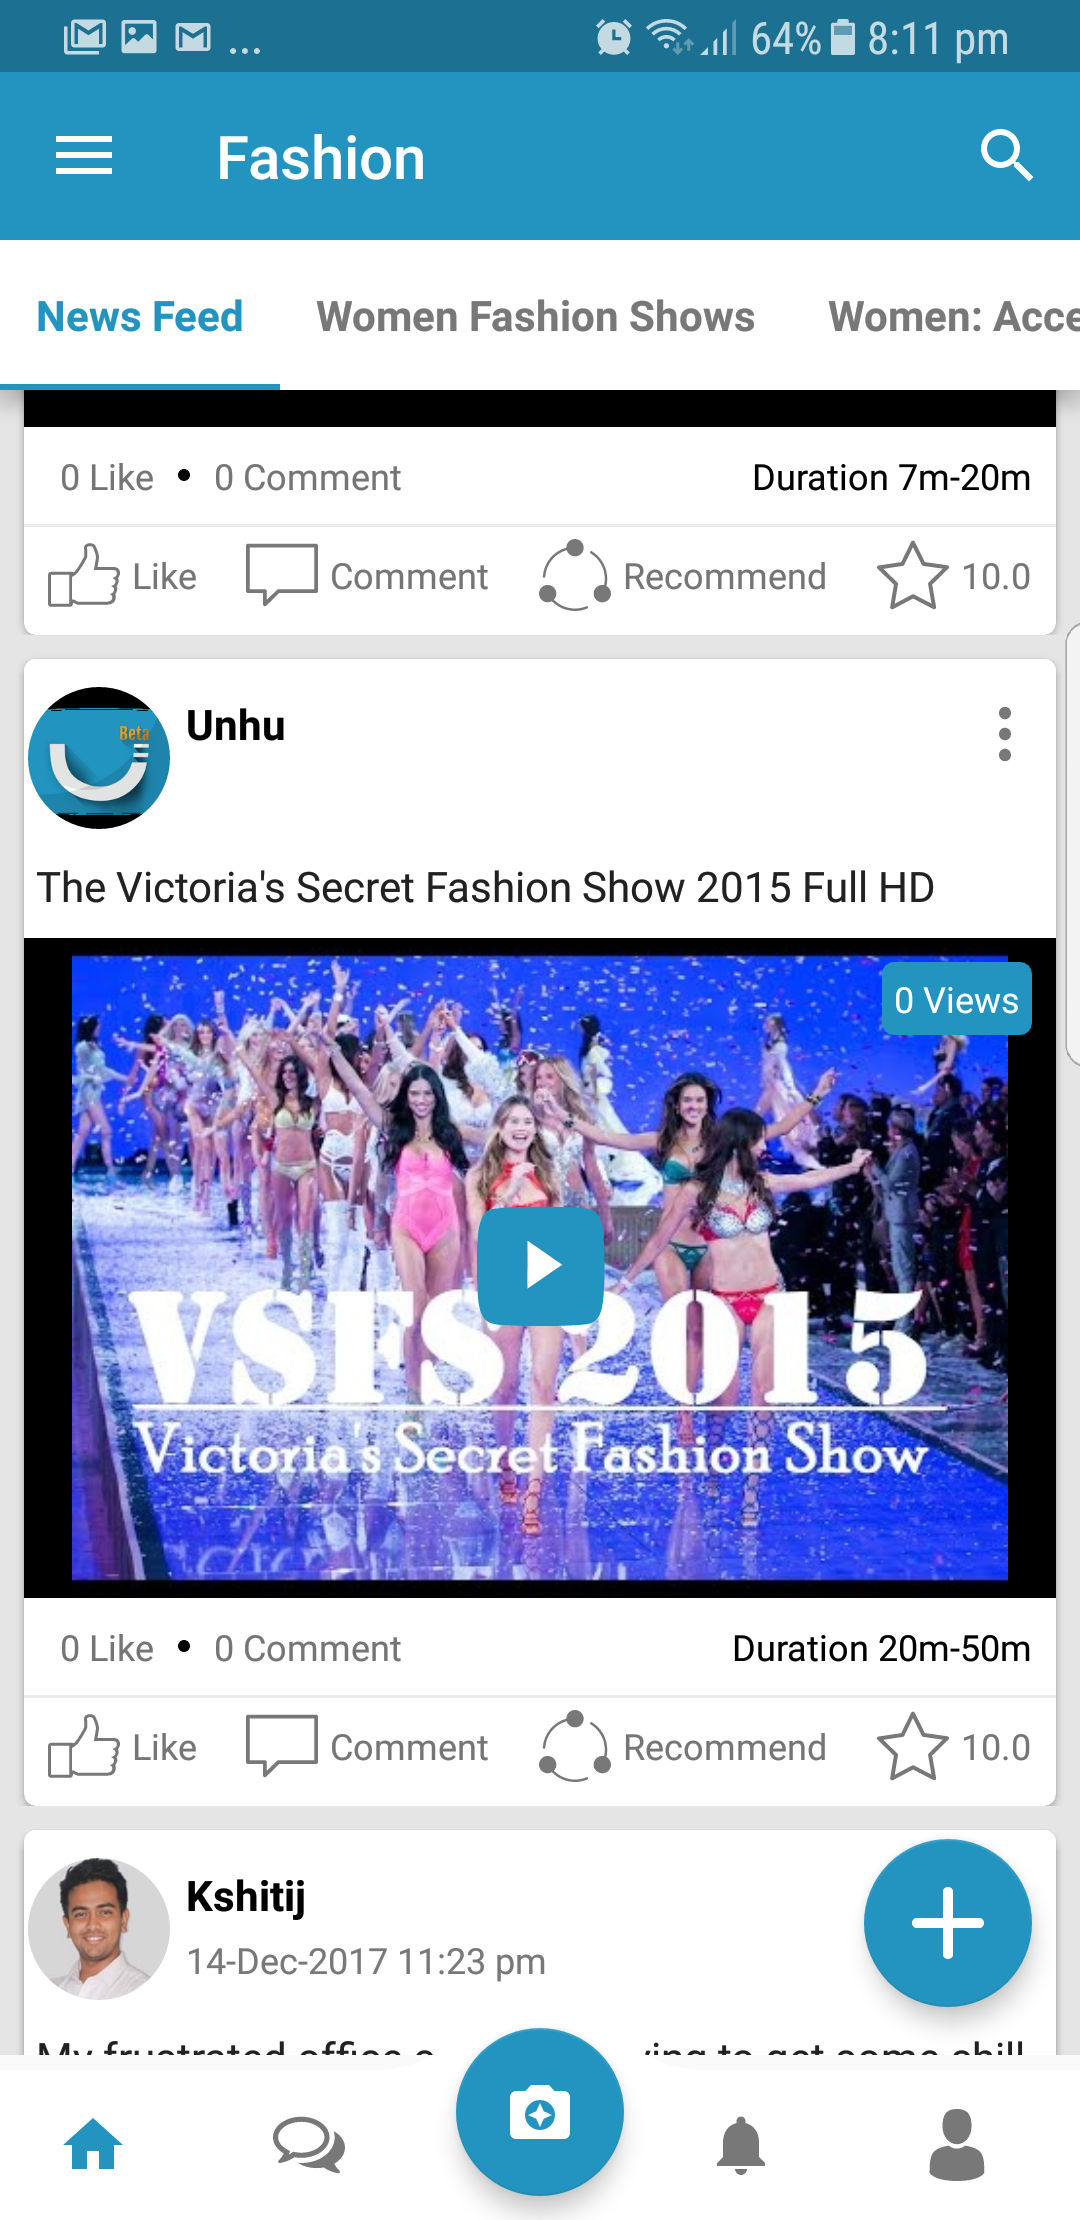 ... 64% 8:11 pm
Fashion
News Feed Women Fashion Shows Women: Acce
0 Like • 0 Comment Duration 7m-20m
Like Comment Recommend 10.0
Beta
Unhu
The Victoria's Secret Fashion Show 2015 Full HD
0 Views
VSFS 2015
Victoria's Secret Fashion Show
0 Like • 0 Comment Duration 20m-50m
Like Comment Recommend 10.0
Kshitij
14-Dec-2017 11:23 pm
My frustrated office c ying to get some chill